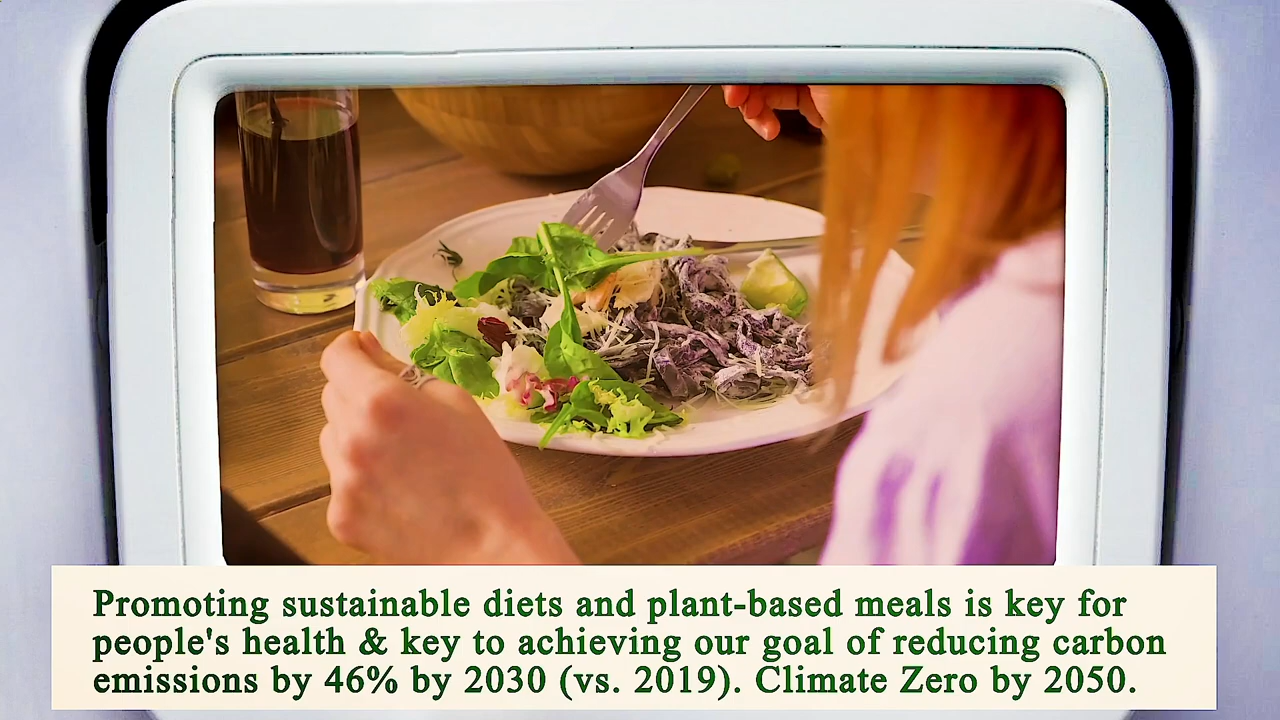 Promoting sustainable diets and plant-based meals is key for
people's health & key to achieving our goal of reducing carbon
emissions by 46% by 2030 (vs. 2019). Climate Zero by 2050.